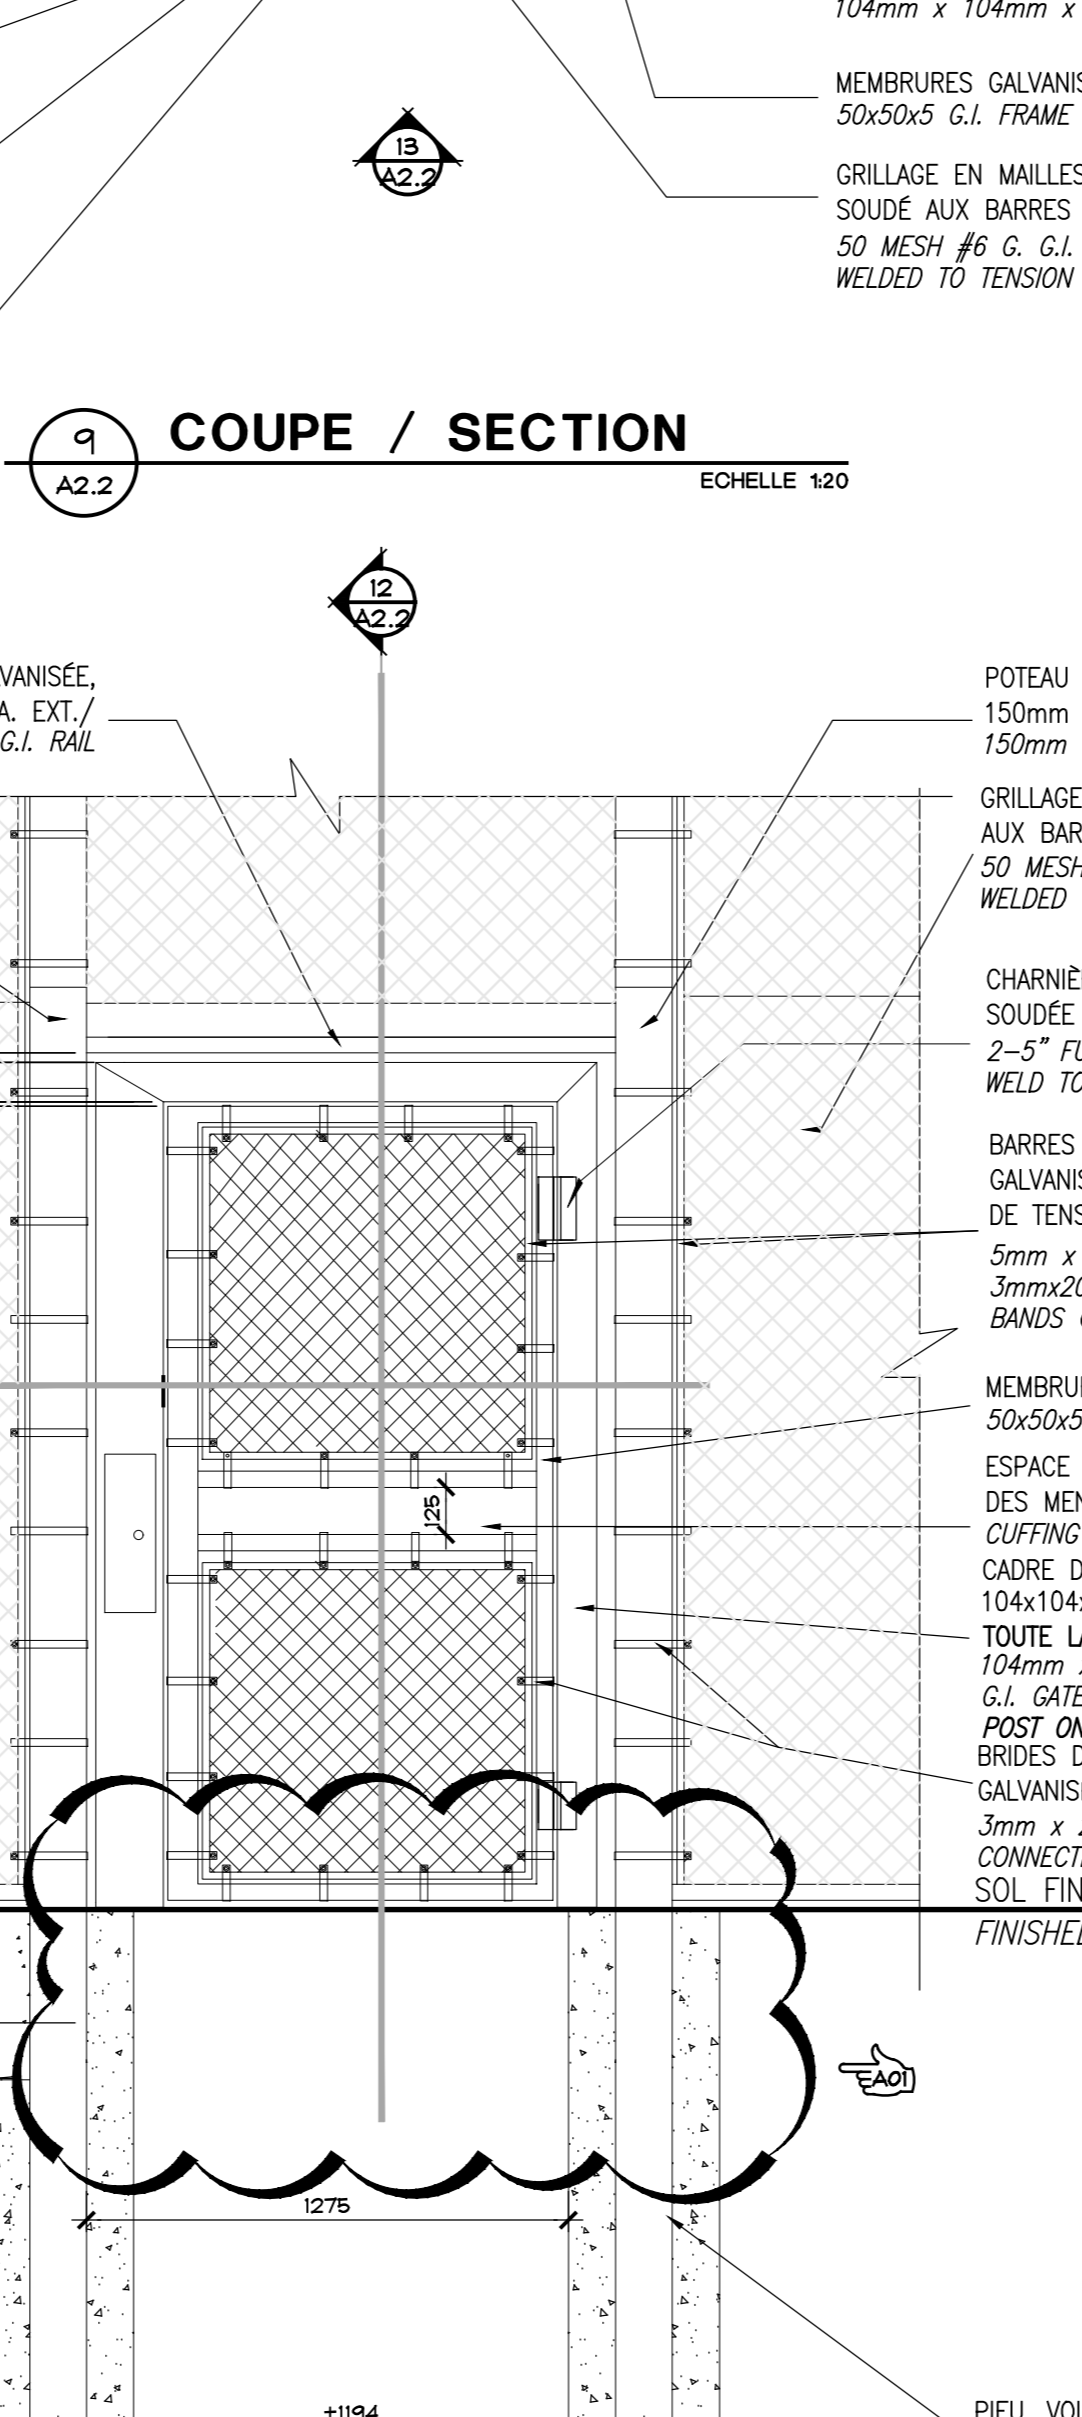 104mm x 104mm x
MEMBRURES GALVANIS
50x50x5 G.I. FRAME
13
A2.2
GRILLAGE EN MAILLES
SOUDÉ AUX BARRES
50 MESH #6 G. G.I.
WELDED TO TENSION
9
A2.2
COUPE / SECTION
ECHELLE 1:20
12
A2.2
VANISÉE,
A. EXT./
G.I. RAIL
POTEAU
150mm
150mm
GRILLAGE
AUX BAR
50 MESH
WELDED
CHARNIÈ
SOUDÉE
2-5" FU
WELD TO
BARRES
GALVANIS
DE TENS
5mm x
3mmx20
BANDS
MEMBRU
50x50x5
ESPACE
DES MEN
CUFFING
125
CADRE D
104x104x
TOUTE LA
104mm x
G.I. GATE
POST ON
BRIDES D
GALVANIS
3mm x 2
CONNECTI
SOL FIN
FINISHED
A01
1275
±1194
PIEU VOI